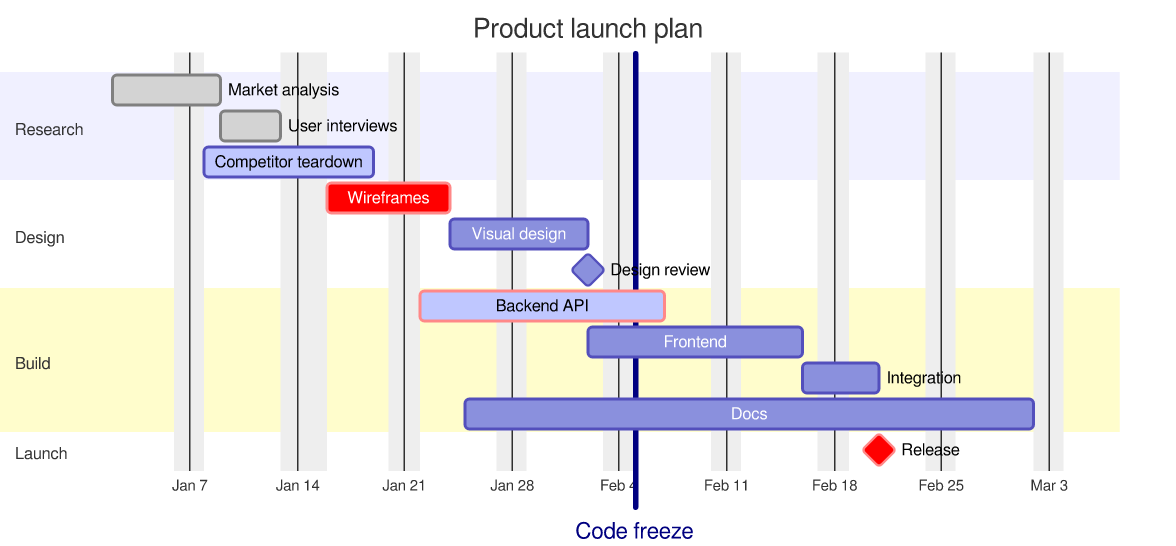 Product launch plan
Market analysis
Research
User interviews
Competitor teardown
Wireframes
Design
Visual design
Design review
Backend API
Frontend
Build
Integration
Docs
Launch
Release
Jan 7 Jan 14 Jan 21 Jan 28 Feb 4 Feb 11 Feb 18 Feb 25 Mar 3
Code freeze